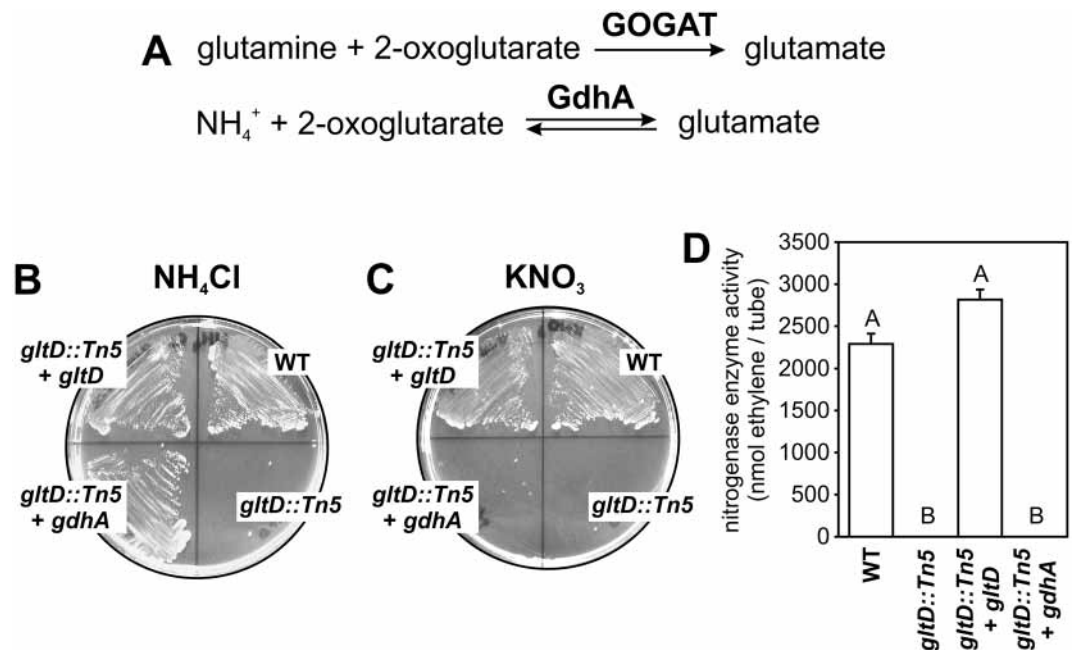 A
glutamine + 2-oxoglutarate GOGAT glutamate
NH₄⁺ + 2-oxoglutarate GdhA glutamate
B
NH₄Cl
gltD::Tn5
+ gltD
WT
gltD::Tn5
+ gdhA
gltD::Tn5
C
KNO₃
gltD::Tn5
+ gltD
WT
gltD::Tn5
+ gdhA
gltD::Tn5
D
nitrogenase enzyme activity
(nmol ethylene / tube)
3500
3000
2500
2000
1500
1000
500
0
A
B
A
B
WT
gltD::Tn5
gltD::Tn5
+ gltD
gltD::Tn5
+ gdhA